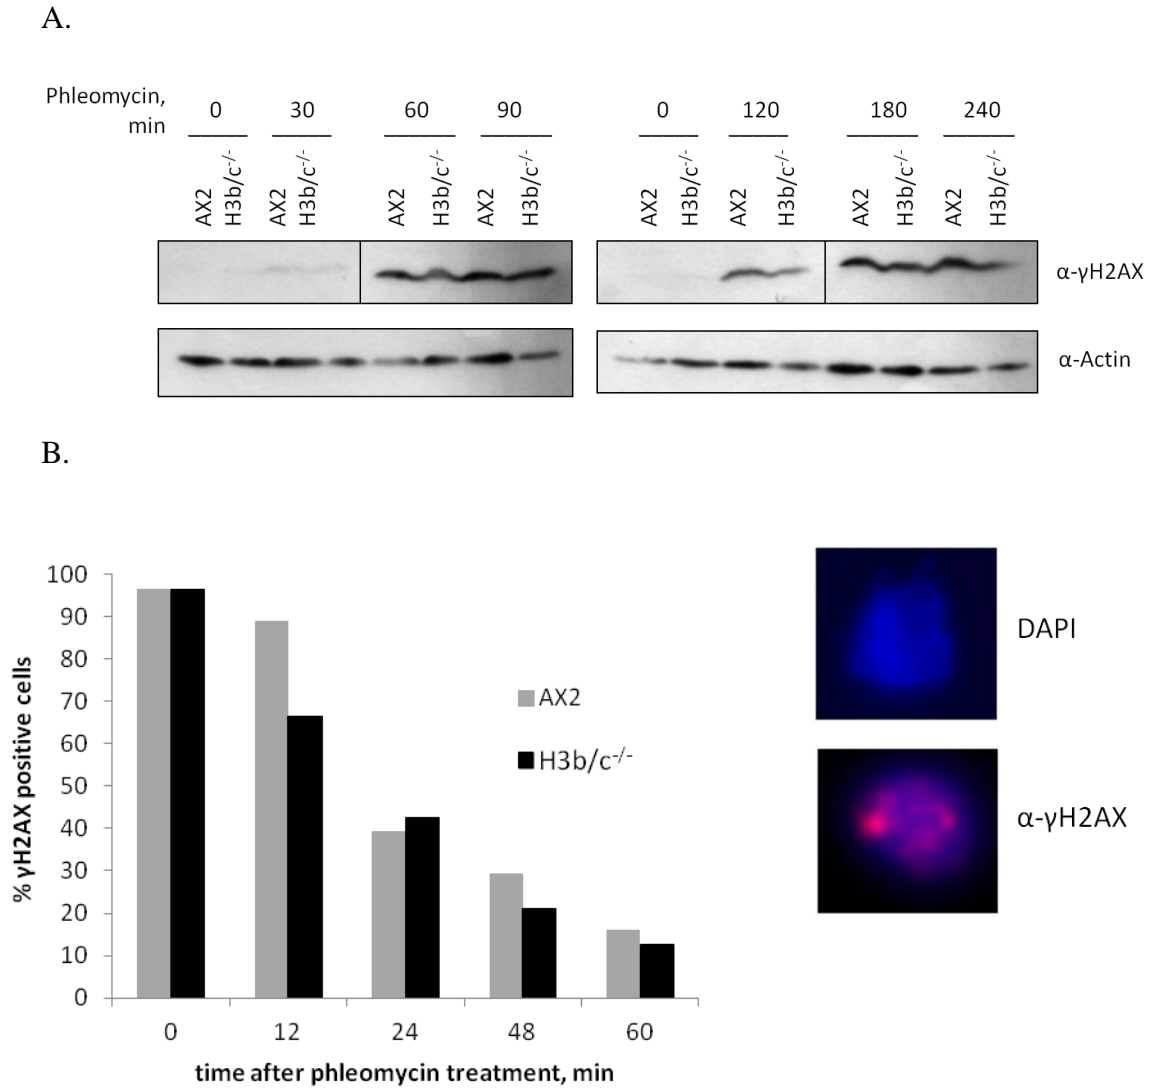 A.
Phleomycin, min
0 30 60 90 0 120 180 240
AX2 H3b/c⁻/⁻ AX2 H3b/c⁻/⁻ AX2 H3b/c⁻/⁻ AX2 H3b/c⁻/⁻ AX2 H3b/c⁻/⁻ AX2 H3b/c⁻/⁻ AX2 H3b/c⁻/⁻ AX2 H3b/c⁻/⁻
α-γH2AX
α-Actin
B.
% γH2AX positive cells
100
90
80
70
60
50
40
30
20
10
0
0 12 24 48 60
time after phleomycin treatment, min
AX2
H3b/c⁻/⁻
DAPI
α-γH2AX